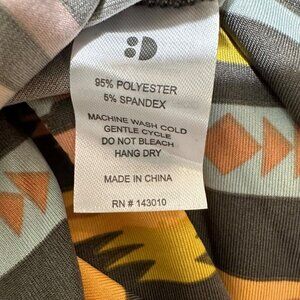 95% POLYESTER
5% SPANDEX
MACHINE WASH COLD
GENTLE CYCLE
DO NOT BLEACH
HANG DRY
MADE IN CHINA
RN # 143010